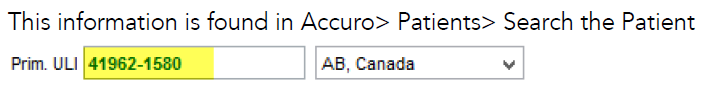 This information is found in Accuro> Patients> Search the Patient
Prim. ULI 41962-1580 AB, Canada